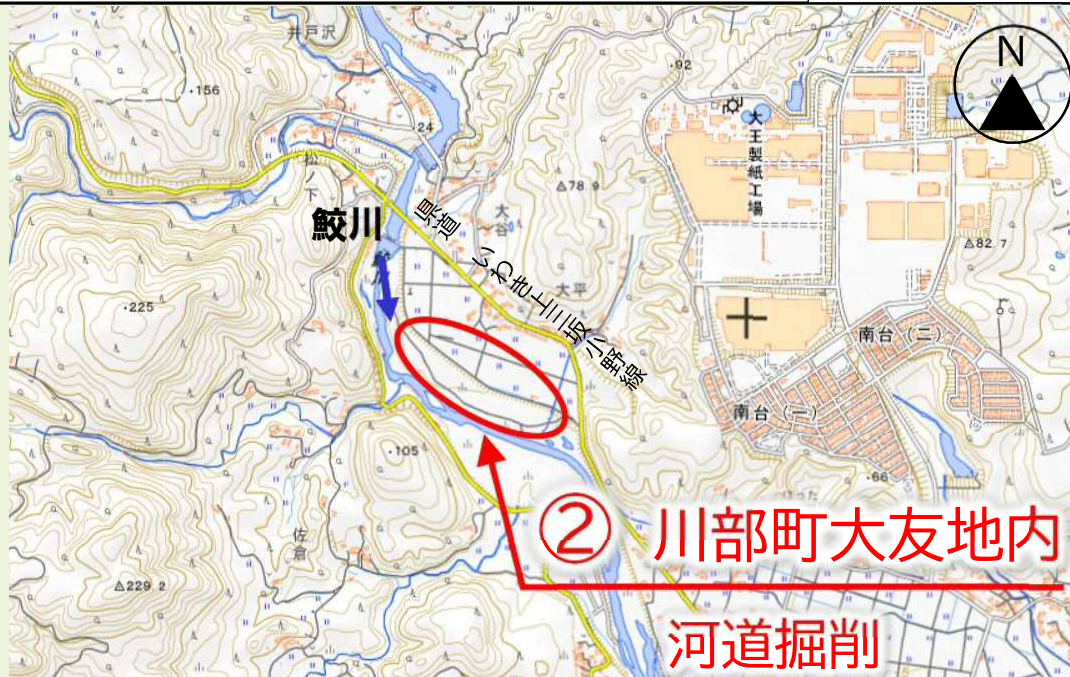 井戸沢
N
・92
・156
24
大王製紙工場
松ノ下
△78.9
大谷
鮫川
県道 いわき上三坂小野線
△82.7
大平
・225
南台(二)
南台(一)
・105
・66
② 川部町大友地内
佐倉
△229.2
河道掘削